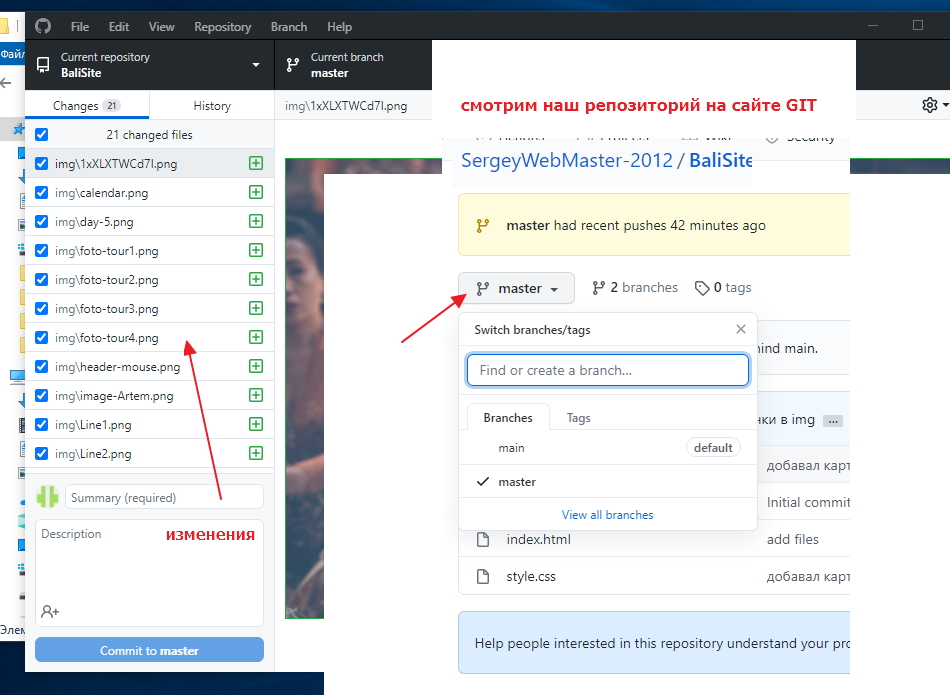 File Edit View Repository Branch Help
Файл
Current repository
BaliSite
Current branch
master
Changes 21
History
img\1xXLXTWCd7I.png
21 changed files
img\1xXLXTWCd7I.png
img\calendar.png
img\day-5.png
img\foto-tour1.png
img\foto-tour2.png
img\foto-tour3.png
img\foto-tour4.png
img\header-mouse.png
img\image-Artem.png
img\Line1.png
img\Line2.png
Summary (required)
Description
изменения
Commit to master
смотрим наш репозиторий на сайте GIT
Wiki
Security
SergeyWebMaster-2012 / BaliSite
master had recent pushes 42 minutes ago
master
2 branches
0 tags
Switch branches/tags
main.
Find or create a branch...
Branches
Tags
в img ...
main default
добавал карт
master
View all branches
Initial commit
index.html
add files
style.css
добавал карт
Help people interested in this repository understand your pro